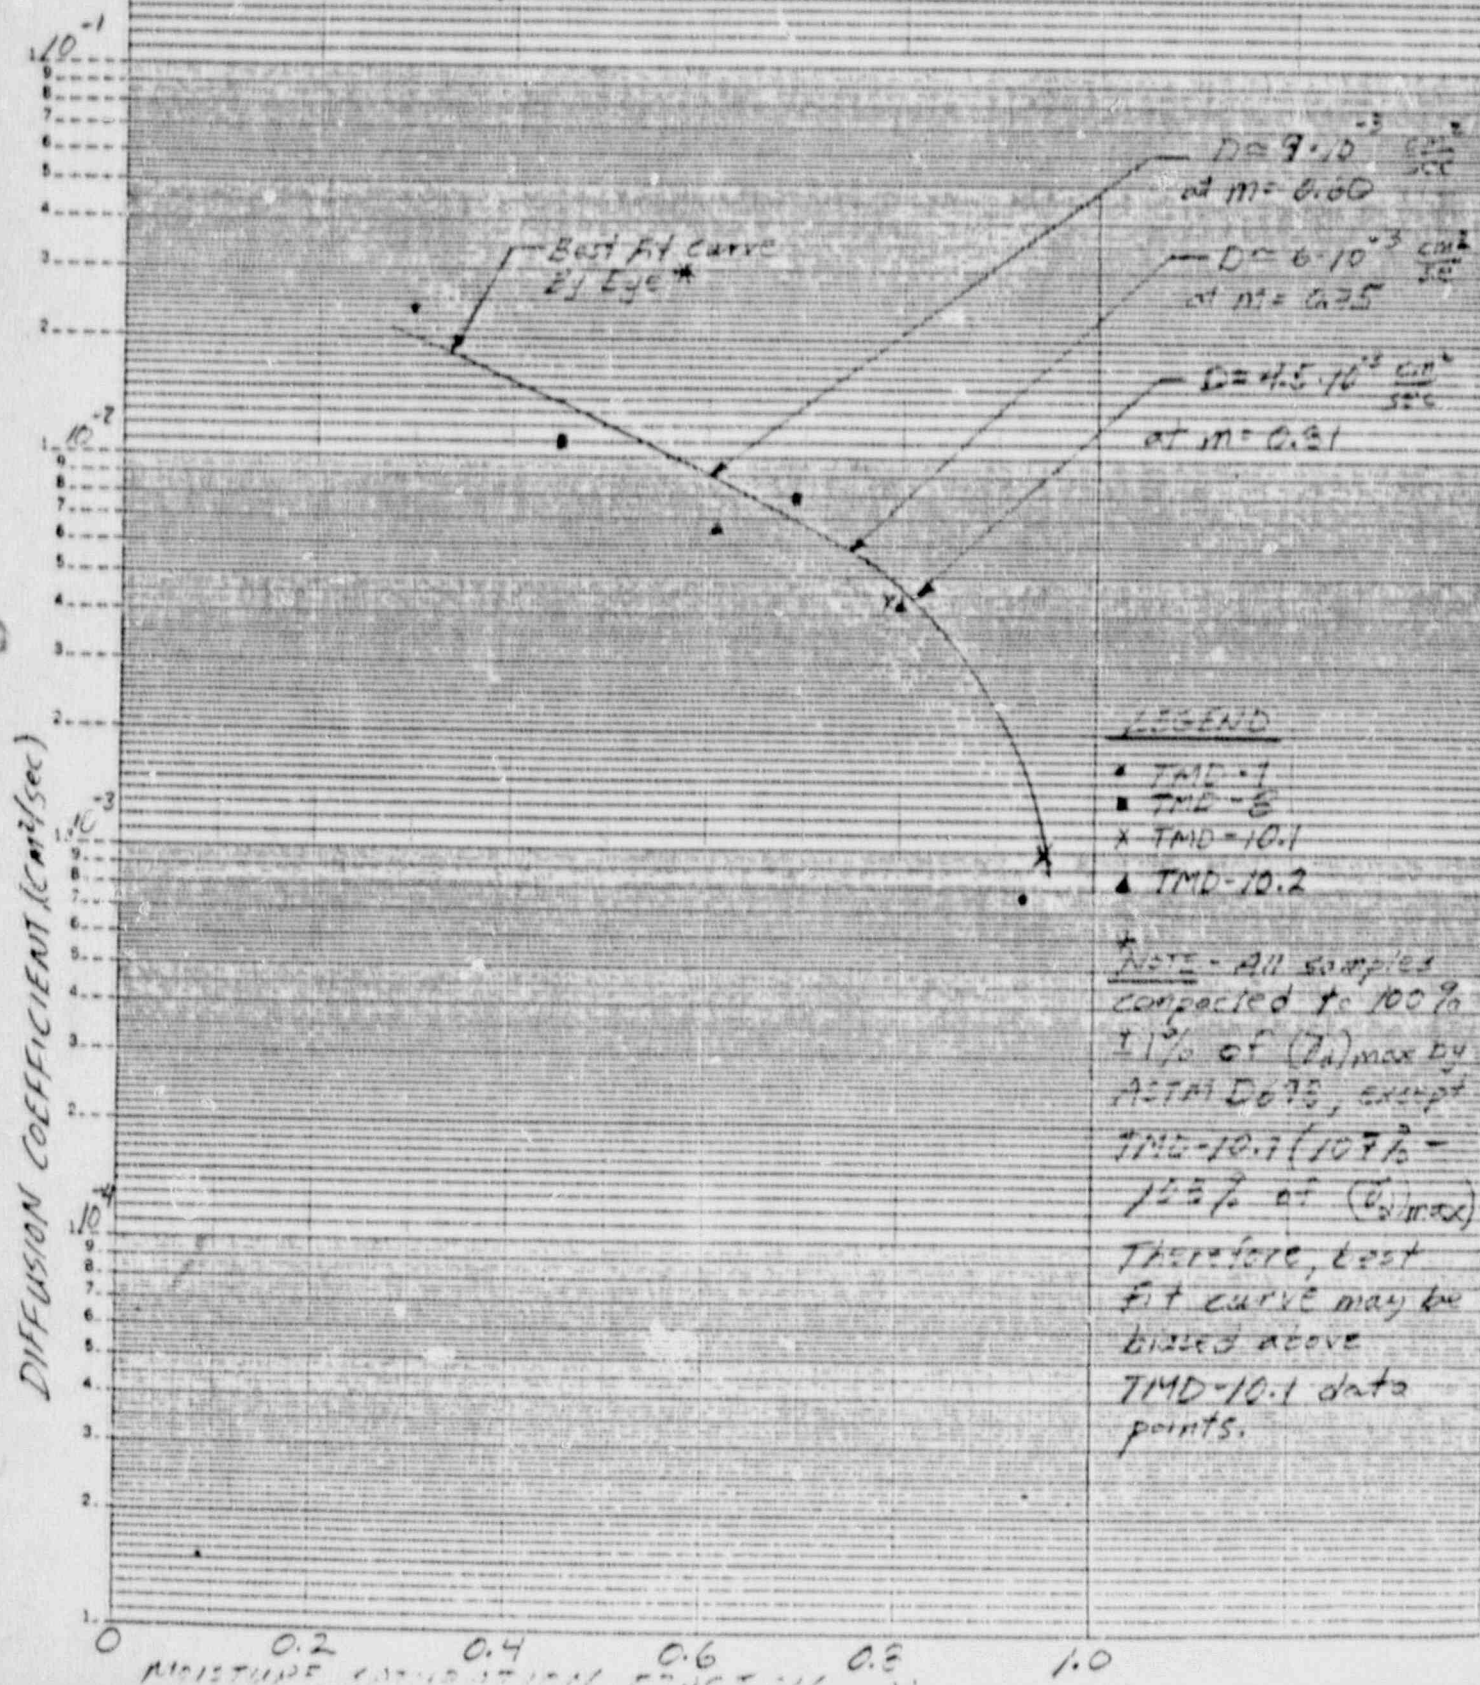 10^-1
D = 9·10^-3 cm²/sec
at m = 0.60
Best Fit Curve
By Eye*
D = 6·10^-3 cm²/sec
at m = 0.75
D = 4.5·10^-3 cm²/sec
at m = 0.81
10^-2
10^-3
10^-4
DIFFUSION COEFFICIENT, (cm²/sec)
LEGEND
TMD-1
TMD-
TMD-10.1
TMD-10.2
*
NOTE - All samples
compacted to 100%
±1% of max by
ASTM D698, except
TMD-10.1 (107% -
of max)
Therefore, best
fit curve may be
biased above
TMD-10.1 data
points.
0 0.2 0.4 0.6 0.8 1.0
MOISTURE SATURATION